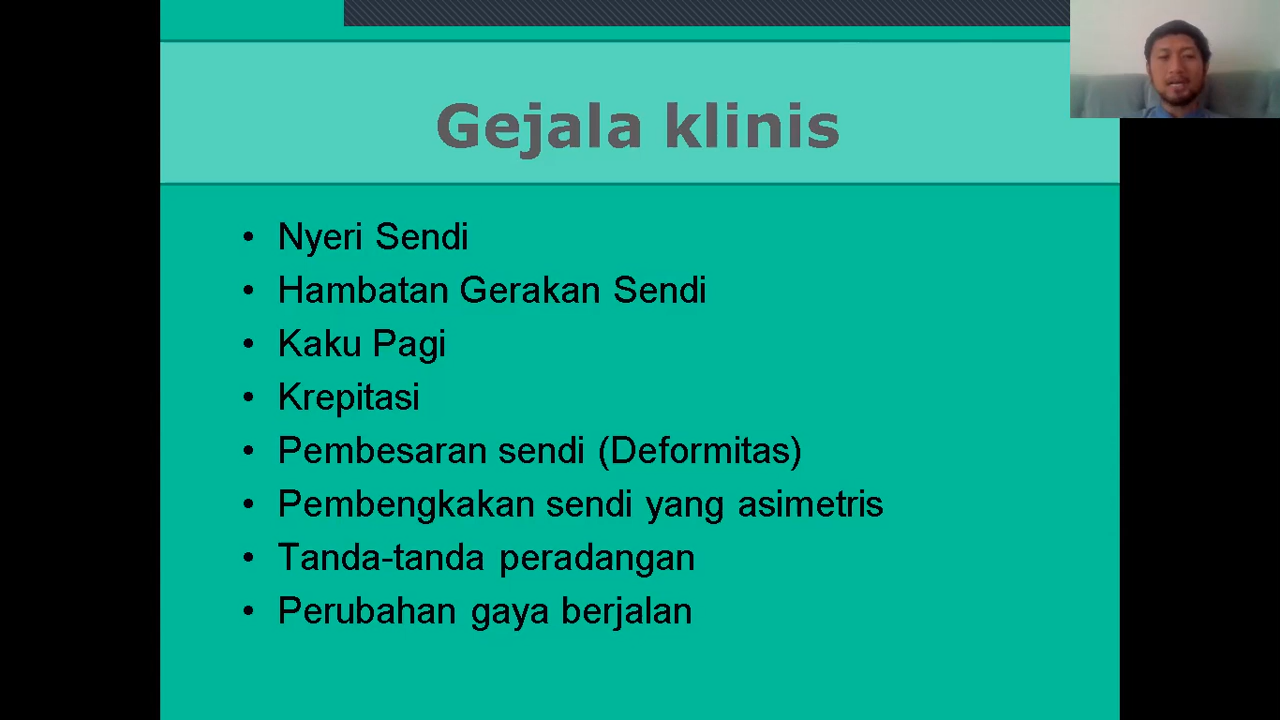 Gejala klinis
• Nyeri Sendi
• Hambatan Gerakan Sendi
• Kaku Pagi
• Krepitasi
• Pembesaran sendi (Deformitas)
• Pembengkakan sendi yang asimetris
• Tanda-tanda peradangan
• Perubahan gaya berjalan